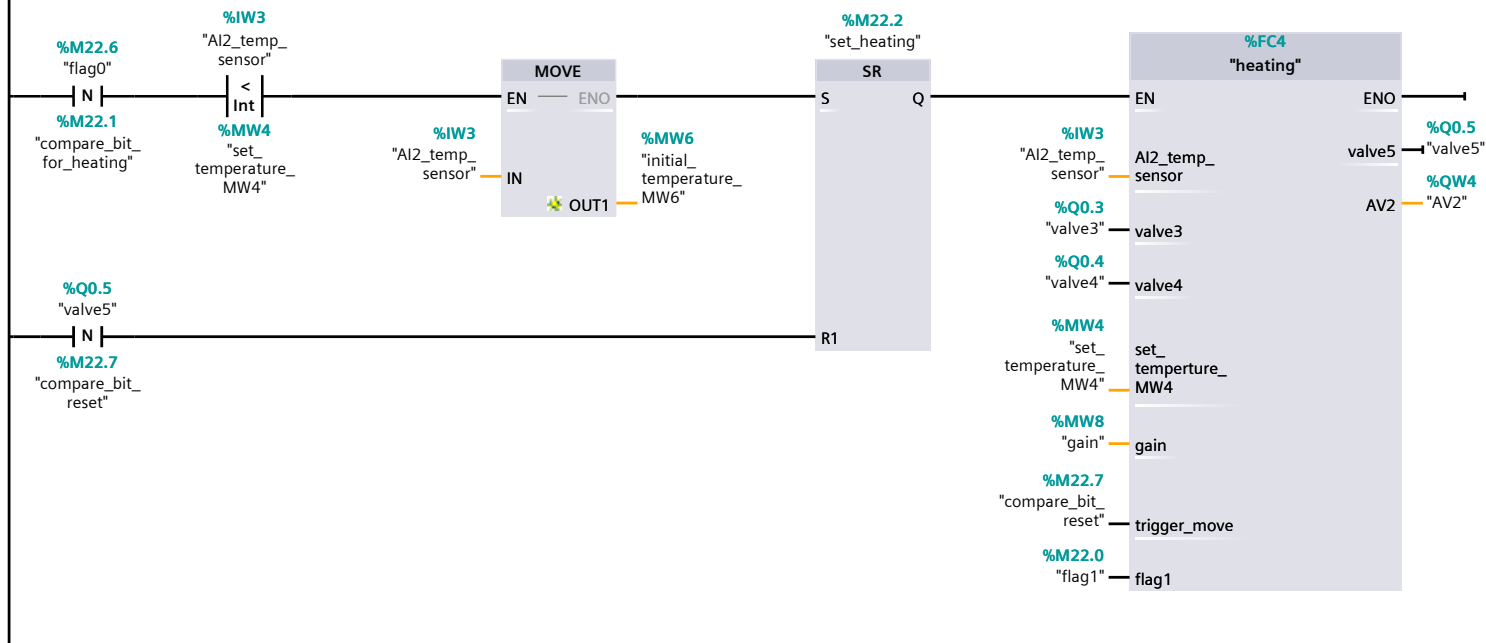 %M22.6
"flag0"
N
%M22.1
"compare_bit_
for_heating"
%IW3
"AI2_temp_
sensor"
<
Int
%MW4
"set_
temperature_
MW4"
MOVE
EN
ENO
%IW3
"AI2_temp_
sensor"
IN
OUT1
%MW6
"initial_
temperature_
MW6"
%M22.2
"set_heating"
SR
S
Q
R1
%Q0.5
"valve5"
N
%M22.7
"compare_bit_
reset"
%FC4
"heating"
EN
ENO
%IW3
"AI2_temp_
sensor"
AI2_temp_
sensor
%Q0.3
"valve3"
valve3
%Q0.4
"valve4"
valve4
%MW4
"set_
temperature_
MW4"
set_
temperture_
MW4
%MW8
"gain"
gain
%M22.7
"compare_bit_
reset"
trigger_move
%M22.0
"flag1"
flag1
valve5
%Q0.5
"valve5"
AV2
%QW4
"AV2"